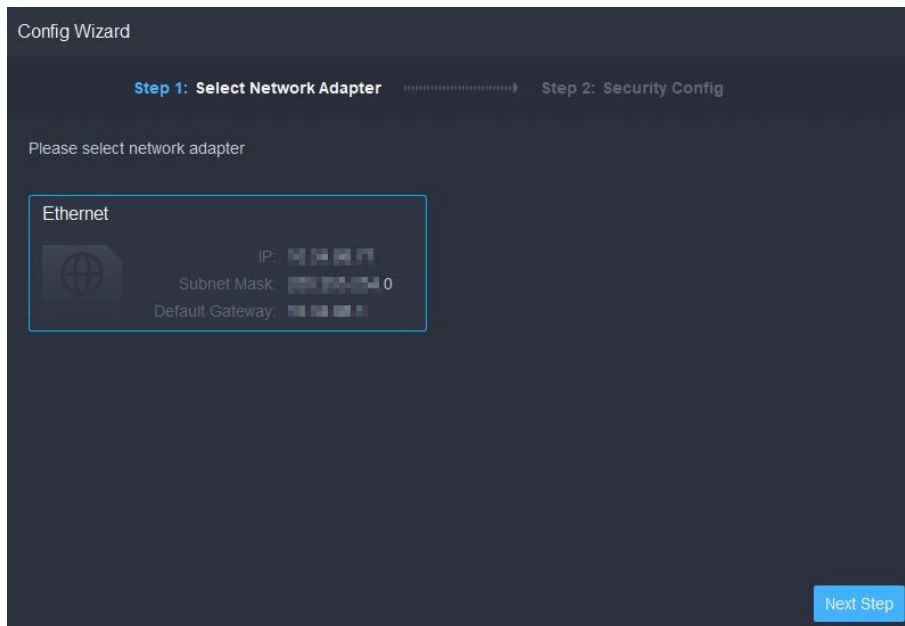 Config Wizard
Step 1: Select Network Adapter Step 2: Security Config
Please select network adapter
Ethernet
IP:
Subnet Mask: 0
Default Gateway:
Next Step